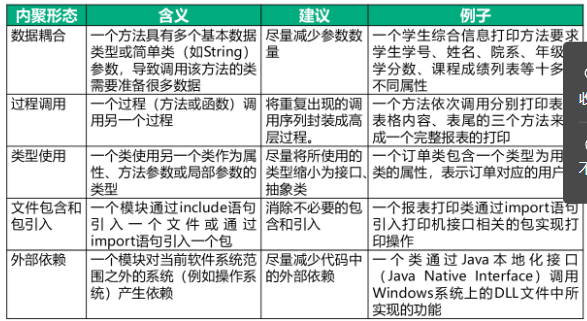 内聚形态 含义 建议 例子
数据耦合 一个方法具有多个基本数据 尽量减少参数数 一个学生综合信息打印方法要求
类型或简单类（如String） 量 学生学号、姓名、院系、年级
参数，导致调用该方法的类 学分数、课程成绩列表等十多
需要准备很多数据 不同属性
过程调用 一个过程（方法或函数）调 将重复出现的调 一个方法依次调用分别打印表
用另一个过程 用序列封装成高 表格内容、表尾的三个方法来
层过程。 成一个完整报表的打印
类型使用 一个类使用另一个类作为属 尽量将所使用的 一个订单类包含一个类型为用
性、方法参数或局部参数的 类型缩小为接口、 类的属性，表示订单对应的用户
类型 抽象类
文件包含和 一个模块通过include语句 消除不必要的包 一个报表打印类通过import语句
包引入 引入一个文件或通过 含和引入 引入打印机接口相关的包实现打
import语句引入一个包 印操作
外部依赖 一个模块对当前软件系统范 尽量减少代码中 一个类通过Java本地化接口
围之外的系统（例如操作系 的外部依赖 （Java Native Interface）调用
统）产生依赖 Windows系统上的DLL文件中所
实现的功能
收
不